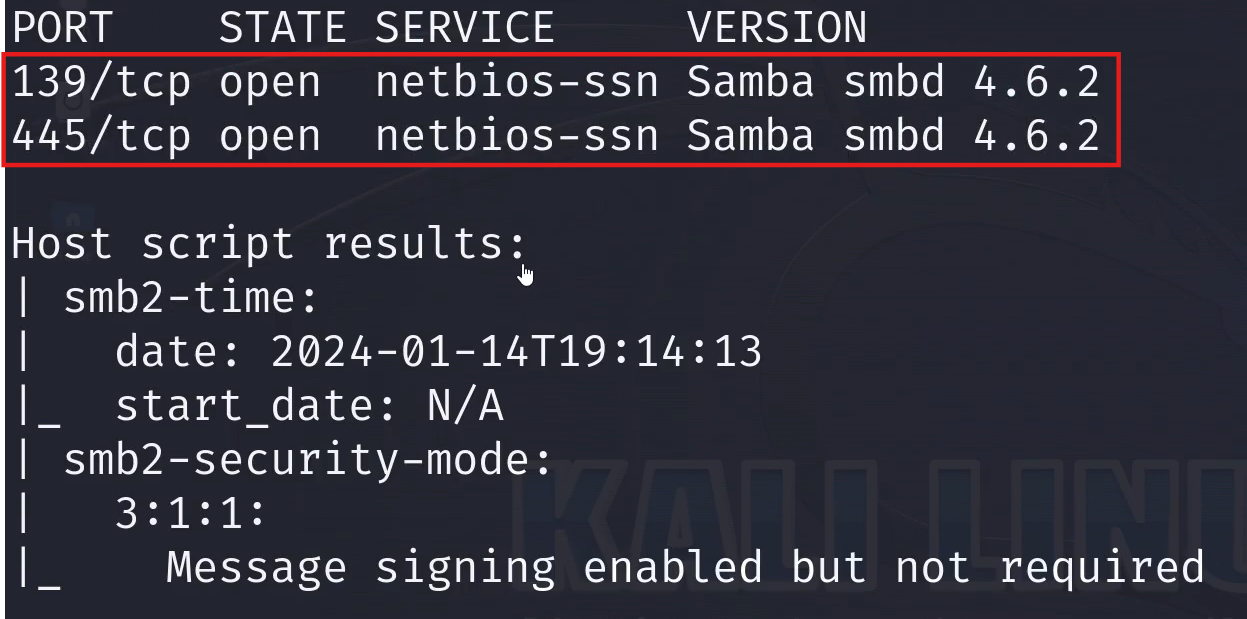 PORT    STATE SERVICE     VERSION
139/tcp open  netbios-ssn Samba smbd 4.6.2
445/tcp open  netbios-ssn Samba smbd 4.6.2
Host script results:
| smb2-time:
|   date: 2024-01-14T19:14:13
|_  start_date: N/A
| smb2-security-mode:
|   3:1:1:
|_    Message signing enabled but not required
KALI LINU